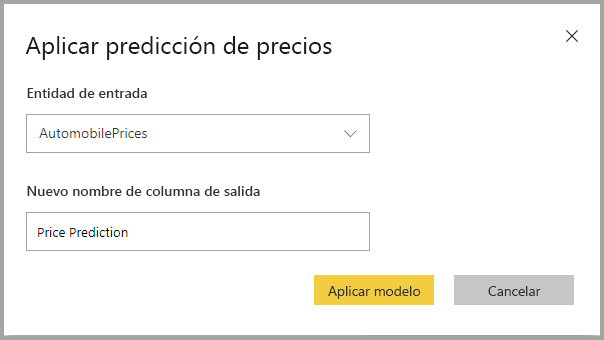 Aplicar predicción de precios
Entidad de entrada
AutomobilePrices
Nuevo nombre de columna de salida
Price Prediction
Aplicar modelo
Cancelar